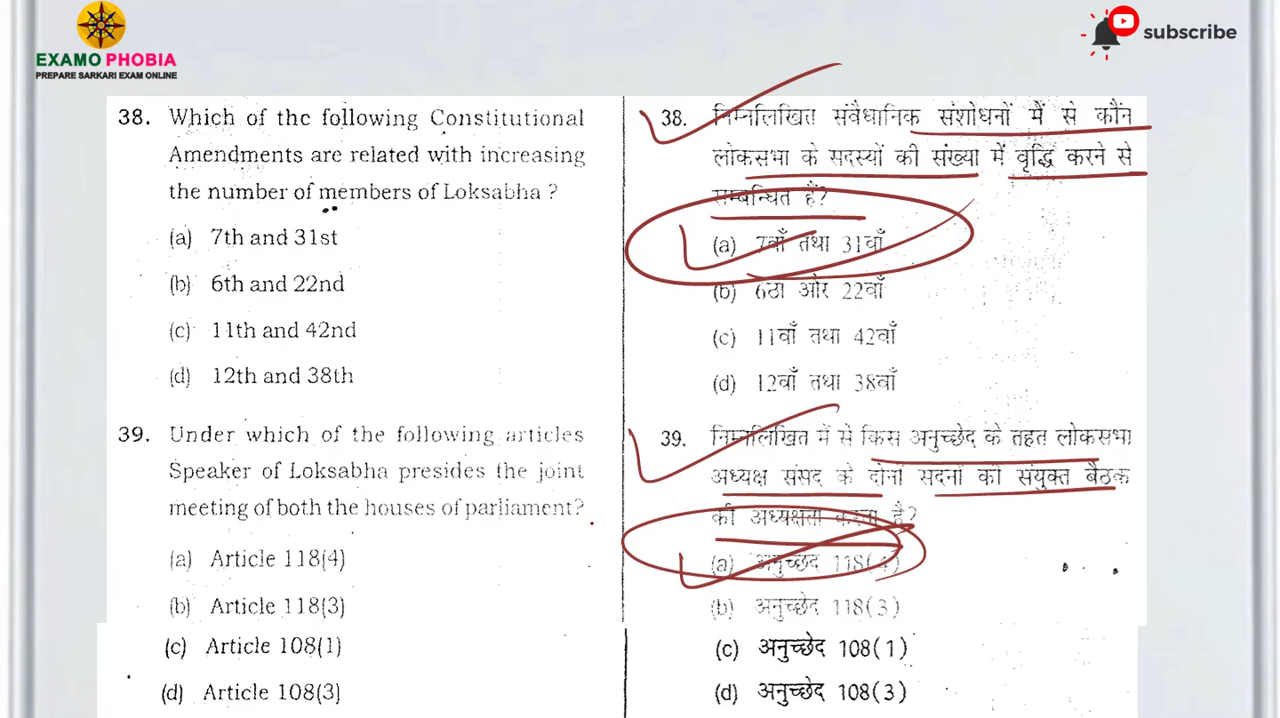 EXAMO PHOBIA
PREPARE SARKARI EXAM ONLINE
subscribe
38. Which of the following Constitutional
Amendments are related with increasing
the number of members of Loksabha ?
(a) 7th and 31st
(b) 6th and 22nd
(c) 11th and 42nd
(d) 12th and 38th
39. Under which of the following articles
Speaker of Loksabha presides the joint
meeting of both the houses of parliament?
(a) Article 118(4)
(b) Article 118(3)
(c) Article 108(1)
(d) Article 108(3)
38. निम्नलिखित संवैधानिक संशोधनों में से कौन
लोकसभा के सदस्यों की संख्या में वृद्धि करने से
सम्बन्धित हैं?
(a) 7वाँ तथा 31वाँ
(b) 6ठा और 22वाँ
(c) 11वाँ तथा 42वाँ
(d) 12वाँ तथा 38वाँ
39. निम्नलिखित में से किस अनुच्छेद के तहत लोकसभा
अध्यक्ष संसद के दोनों सदनों की संयुक्त बैठक
की अध्यक्षता करता है?
(a) अनुच्छेद 118(4)
(b) अनुच्छेद 118(3)
(c) अनुच्छेद 108(1)
(d) अनुच्छेद 108(3)